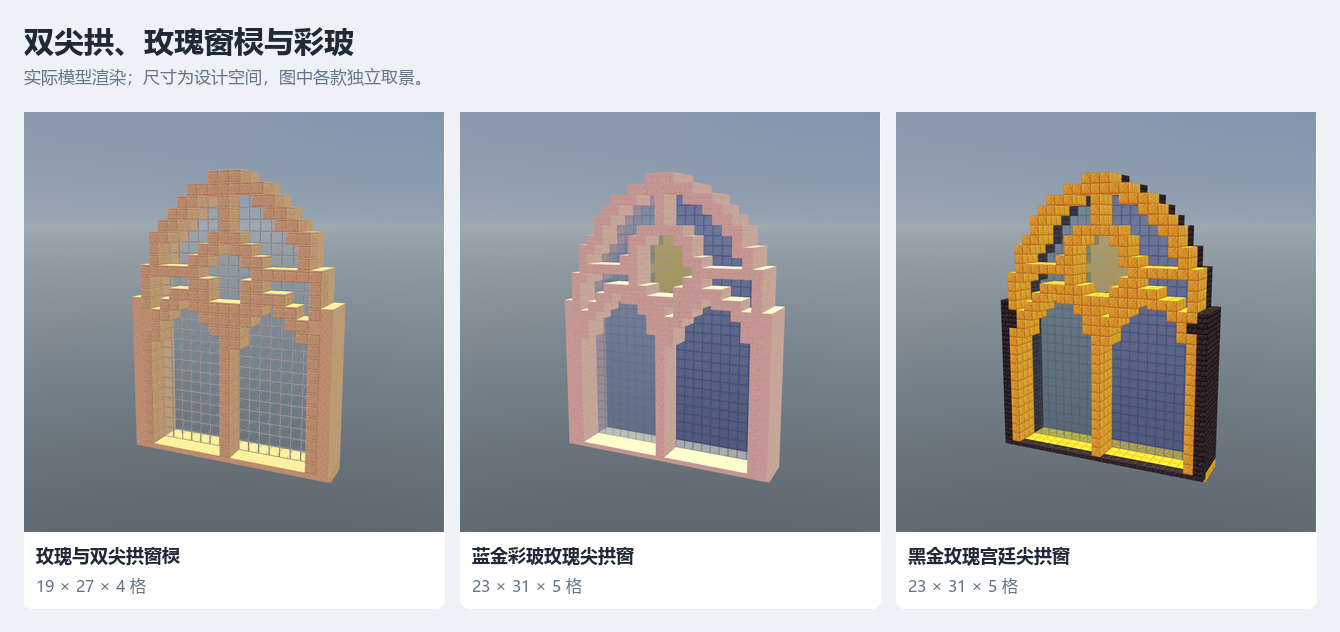 双尖拱、玫瑰窗棂与彩玻
实际模型渲染；尺寸为设计空间，图中各款独立取景。
玫瑰与双尖拱窗棂
19 × 27 × 4 格
蓝金彩玻玫瑰尖拱窗
23 × 31 × 5 格
黑金玫瑰宫廷尖拱窗
23 × 31 × 5 格